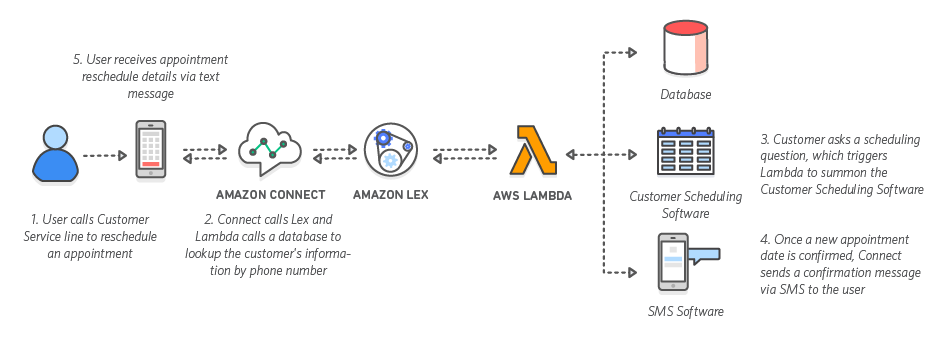 5. User receives appointment
reschedule details via text
message
Database
AMAZON CONNECT
AMAZON LEX
AWS LAMBDA
Customer Scheduling
Software
3. Customer asks a scheduling
question, which triggers
Lambda to summon the
Customer Scheduling Software
1. User calls Customer
Service line to reschedule
an appointment
2. Connect calls Lex and
Lambda calls a database to
lookup the customer's informa-
tion by phone number
4. Once a new appointment
date is confirmed, Connect
sends a confirmation message
via SMS to the user
SMS Software